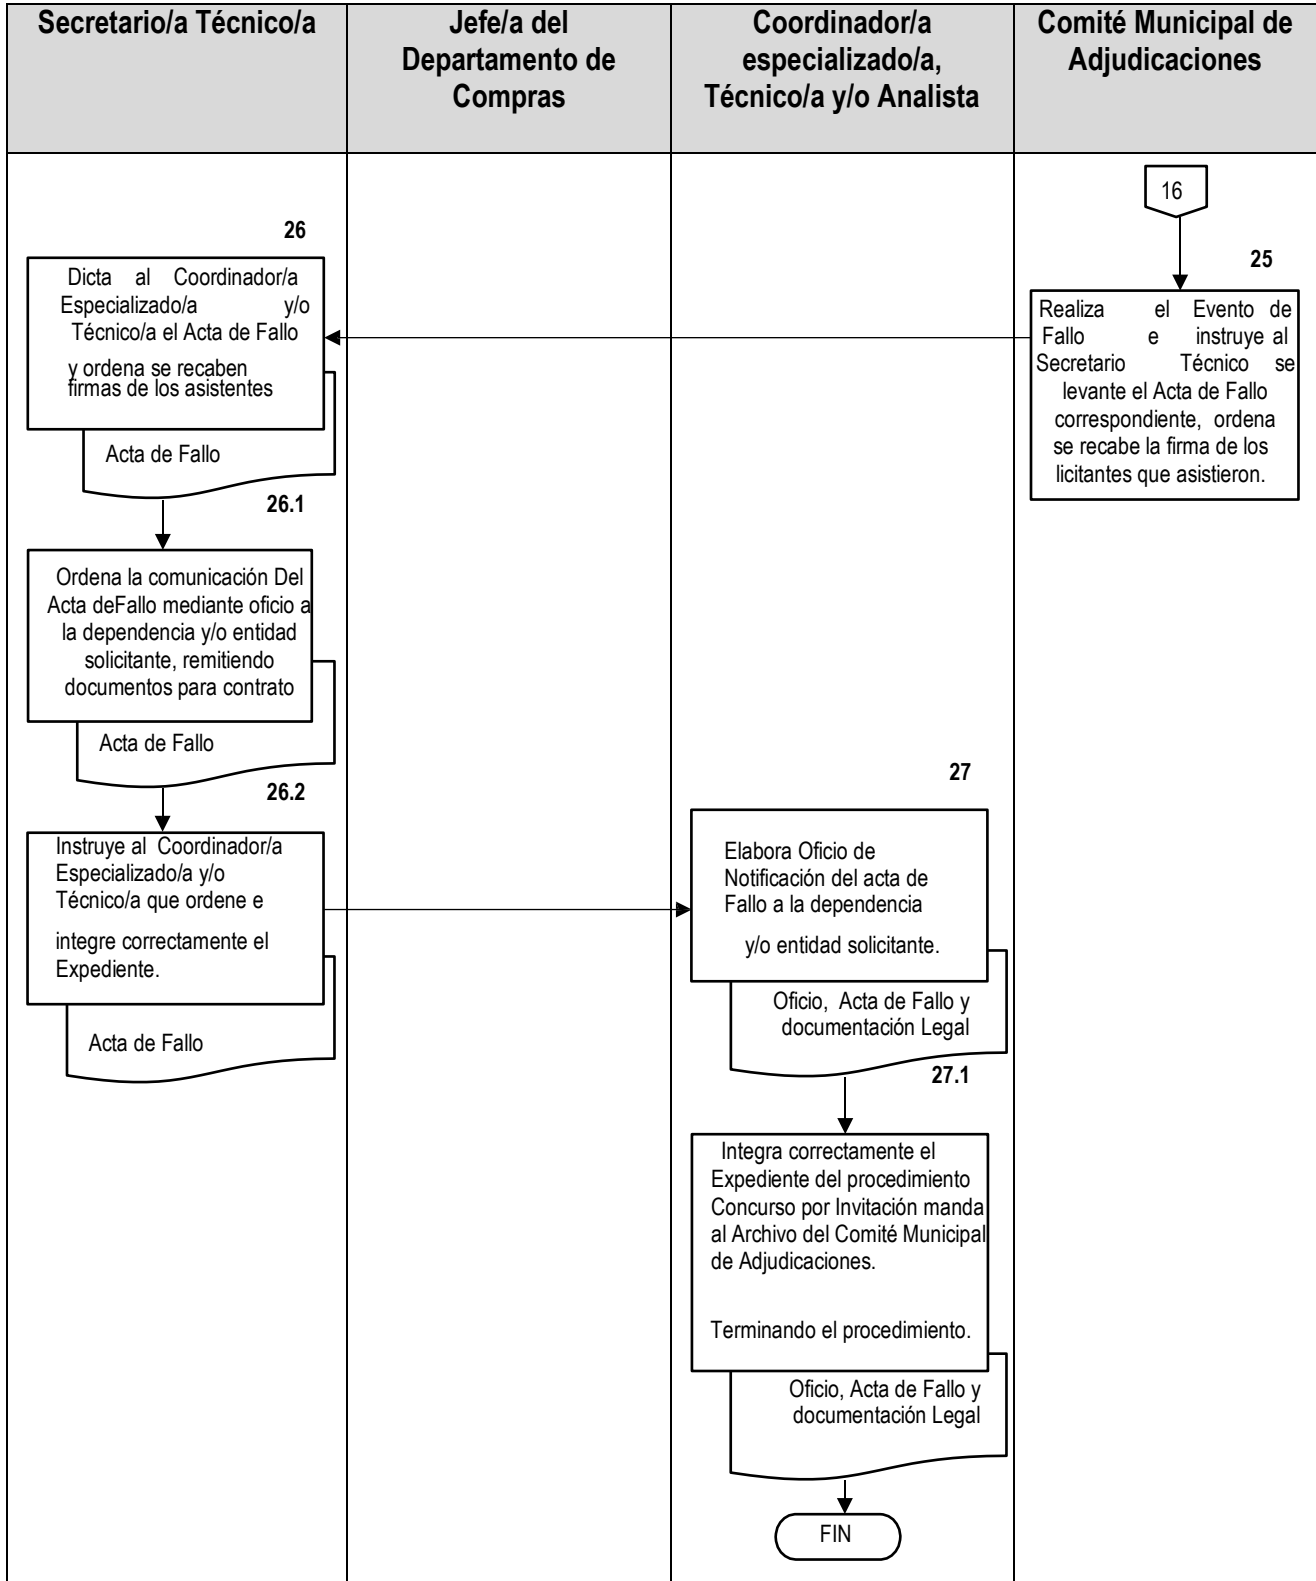 Secretario/a Técnico/a
Jefe/a del
Departamento de
Compras
Coordinador/a
especializado/a,
Técnico/a y/o Analista
Comité Municipal de
Adjudicaciones
16
25
Realiza el Evento de
Fallo e instruye al
Secretario Técnico se
levante el Acta de Fallo
correspondiente, ordena
se recabe la firma de los
licitantes que asistieron.
26
Dicta al Coordinador/a
Especializado/a y/o
Técnico/a el Acta de Fallo
y ordena se recaben
firmas de los asistentes
Acta de Fallo
26.1
Ordena la comunicación Del
Acta deFallo mediante oficio a
la dependencia y/o entidad
solicitante, remitiendo
documentos para contrato
Acta de Fallo
26.2
Instruye al Coordinador/a
Especializado/a y/o
Técnico/a que ordene e
integre correctamente el
Expediente.
Acta de Fallo
27
Elabora Oficio de
Notificación del acta de
Fallo a la dependencia
y/o entidad solicitante.
Oficio, Acta de Fallo y
documentación Legal
27.1
Integra correctamente el
Expediente del procedimiento
Concurso por Invitación manda
al Archivo del Comité Municipal
de Adjudicaciones.
Terminando el procedimiento.
Oficio, Acta de Fallo y
documentación Legal
FIN